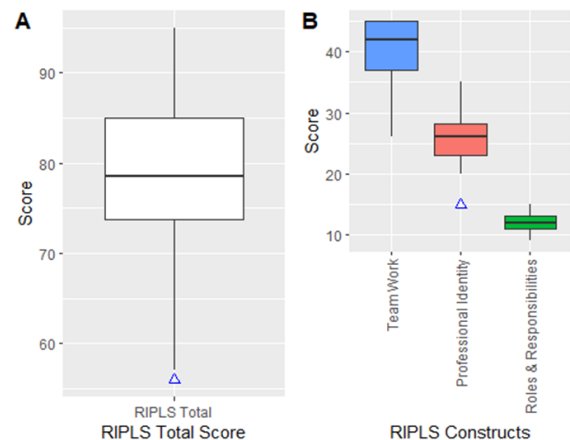 A
Score
90
80
70
60
RIPLS Total
RIPLS Total Score
B
Score
40
30
20
10
Team Work
Professional Identity
Roles & Responsibilities
RIPLS Constructs